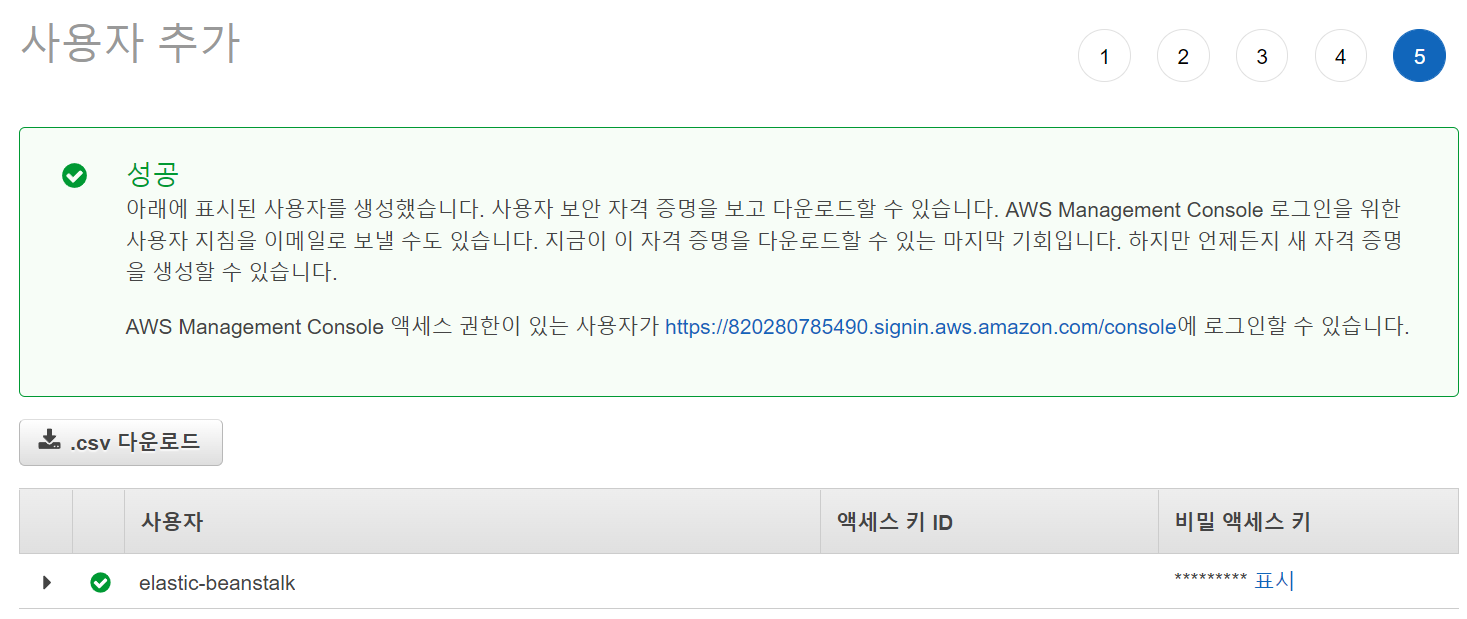 사용자 추가
1 2 3 4 5
성공
아래에 표시된 사용자를 생성했습니다. 사용자 보안 자격 증명을 보고 다운로드할 수 있습니다. AWS Management Console 로그인을 위한
사용자 지침을 이메일로 보낼 수도 있습니다. 지금이 이 자격 증명을 다운로드할 수 있는 마지막 기회입니다. 하지만 언제든지 새 자격 증명
을 생성할 수 있습니다.
AWS Management Console 액세스 권한이 있는 사용자가 https://820280785490.signin.aws.amazon.com/console에 로그인할 수 있습니다.
.csv 다운로드
사용자 액세스 키 ID 비밀 액세스 키
elastic-beanstalk ********* 표시